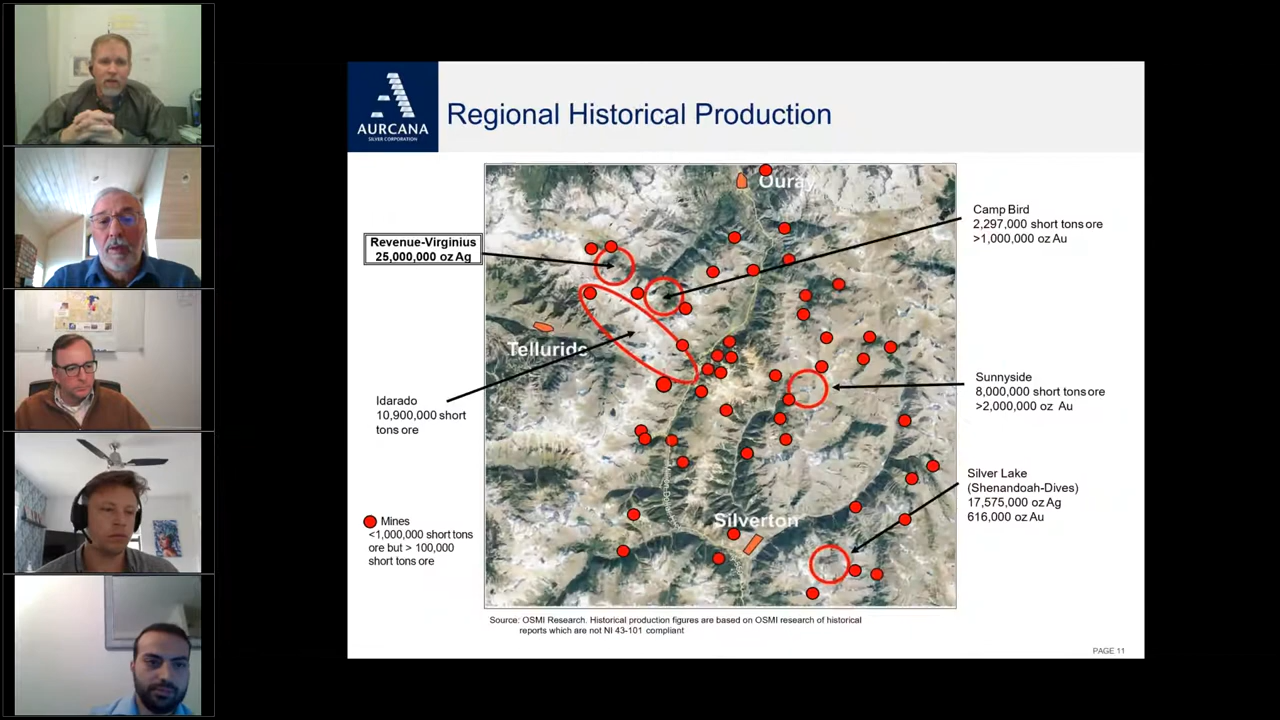 AURCANA
SILVER CORPORATION
Regional Historical Production
Ouray
Camp Bird
2,297,000 short tons ore
>1,000,000 oz Au
Revenue-Virginius
25,000,000 oz Ag
Telluride
Idarado
10,900,000 short
tons ore
Sunnyside
8,000,000 short tons ore
>2,000,000 oz Au
Silver Lake
(Shenandoah-Dives)
17,575,000 oz Ag
616,000 oz Au
Mines
<1,000,000 short tons
ore but > 100,000
short tons ore
Silverton
Source: OSMI Research. Historical production figures are based on OSMI research of historical
reports which are not NI 43-101 compliant
PAGE 11